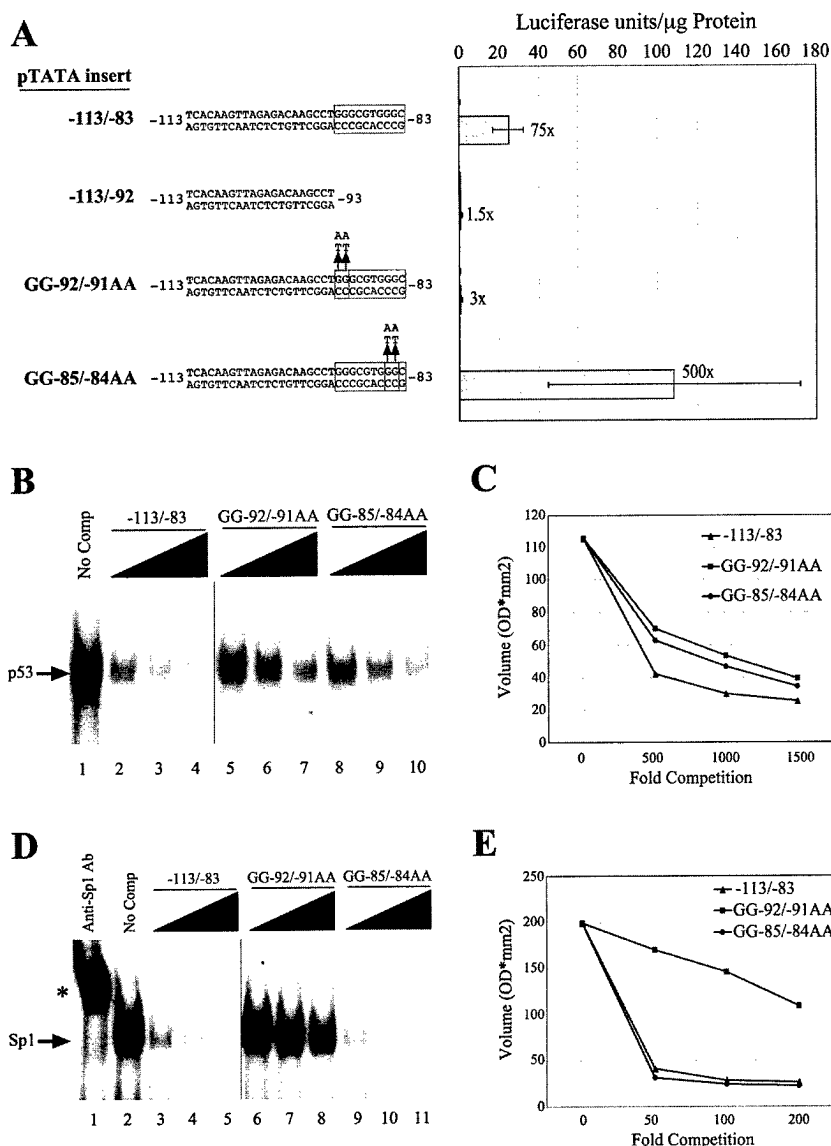 A
Luciferase units/μg Protein
0 20 40 60 80 100 120 140 160 180
pTATA insert
-113/-83
-113 TCACAAGTTAGAGACAAGCCTGGGCGTGGGC -83
AGTGTTCAATCTCTGTTCGGACCCGCACCCG
75x
-113/-92
-113 TCACAAGTTAGAGACAAGCCT -93
AGTGTTCAATCTCTGTTCGGA
1.5x
AA
TT
GG-92/-91AA
-113 TCACAAGTTAGAGACAAGCCTGGGCGTGGGC -83
AGTGTTCAATCTCTGTTCGGACCCGCACCCG
3x
AA
TT
GG-85/-84AA
-113 TCACAAGTTAGAGACAAGCCTGGGCGTGGGC -83
AGTGTTCAATCTCTGTTCGGACCCGCACCCG
500x
B
No Comp
-113/-83
GG-92/-91AA
GG-85/-84AA
p53
1 2 3 4 5 6 7 8 9 10
C
Volume (OD*mm2)
120
110
80
60
40
20
0
-113/-83
GG-92/-91AA
GG-85/-84AA
0 500 1000 1500
Fold Competition
D
Anti-Sp1 Ab
No Comp
-113/-83
GG-92/-91AA
GG-85/-84AA
*
Sp1
1 2 3 4 5 6 7 8 9 10 11
E
Volume (OD*mm2)
250
200
150
100
50
0
-113/-83
GG-92/-91AA
GG-85/-84AA
0 50 100 200
Fold Competition